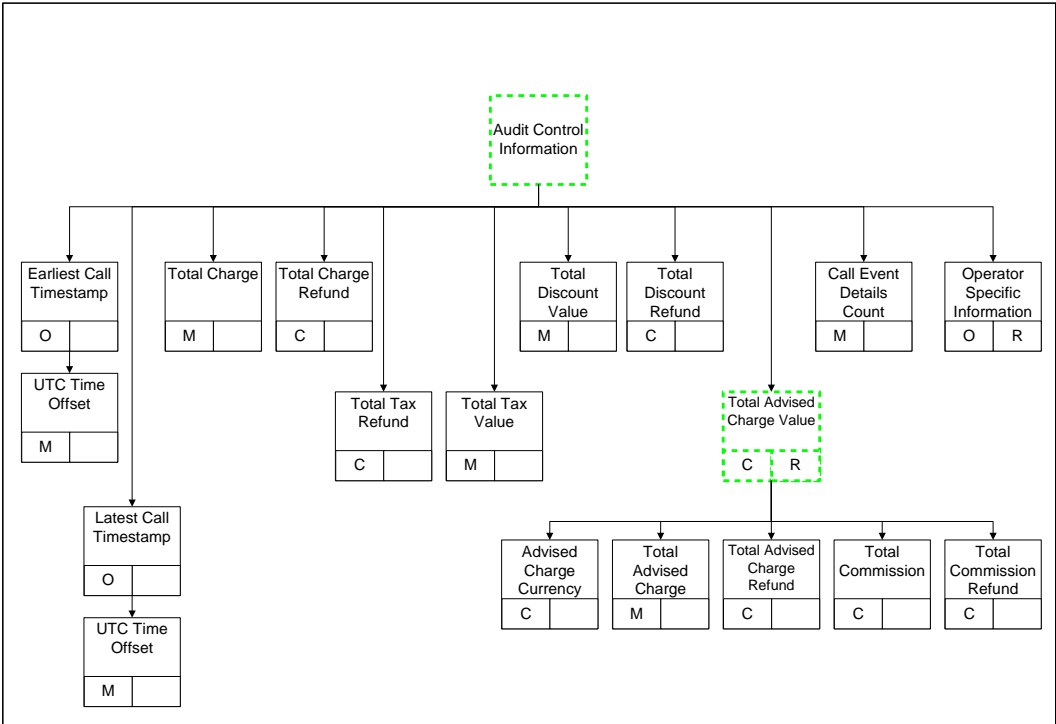 Audit Control
Information
Earliest Call
Timestamp
O
UTC Time
Offset
M
Latest Call
Timestamp
O
UTC Time
Offset
M
Total Charge
M
Total Charge
Refund
C
Total Tax
Refund
C
Total Tax
Value
M
Total
Discount
Value
M
Total
Discount
Refund
C
Total Advised
Charge Value
C R
Advised
Charge
Currency
C
Total
Advised
Charge
M
Total Advised
Charge
Refund
C
Total
Commission
C
Total
Commission
Refund
C
Call Event
Details
Count
M
Operator
Specific
Information
O R